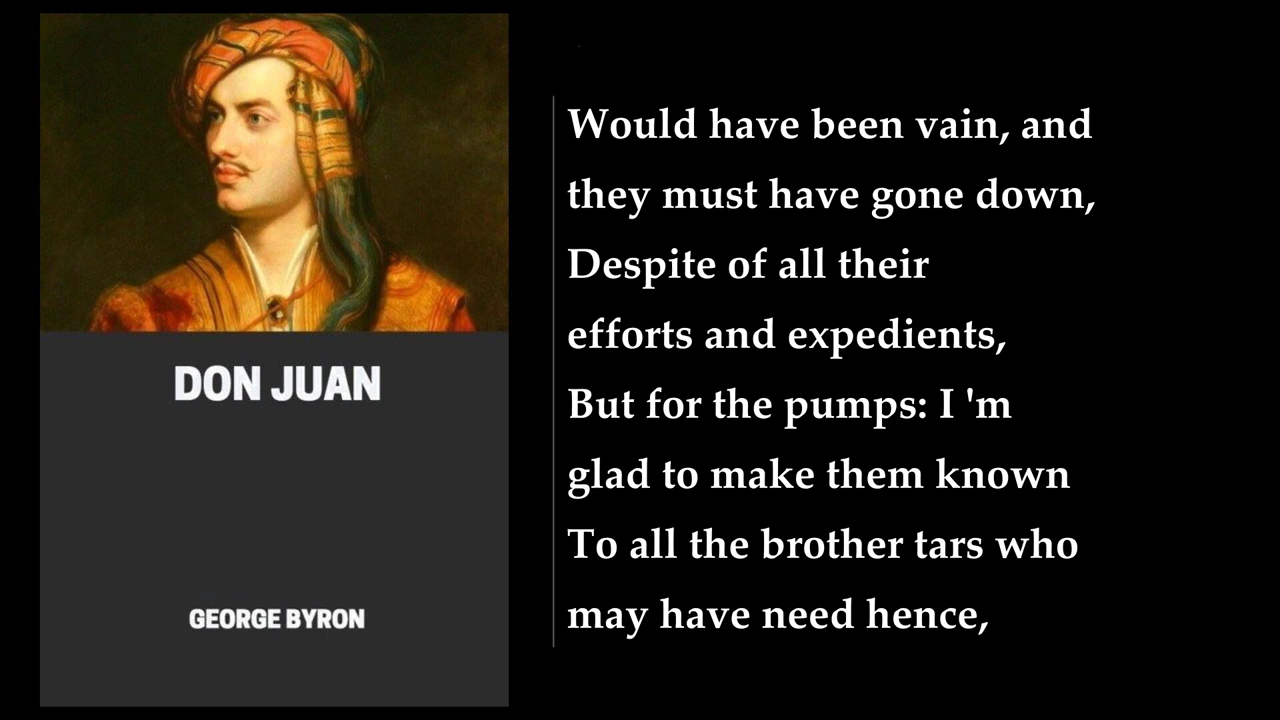 DON JUAN
GEORGE BYRON
Would have been vain, and
they must have gone down,
Despite of all their
efforts and expedients,
But for the pumps: I 'm
glad to make them known
To all the brother tars who
may have need hence,